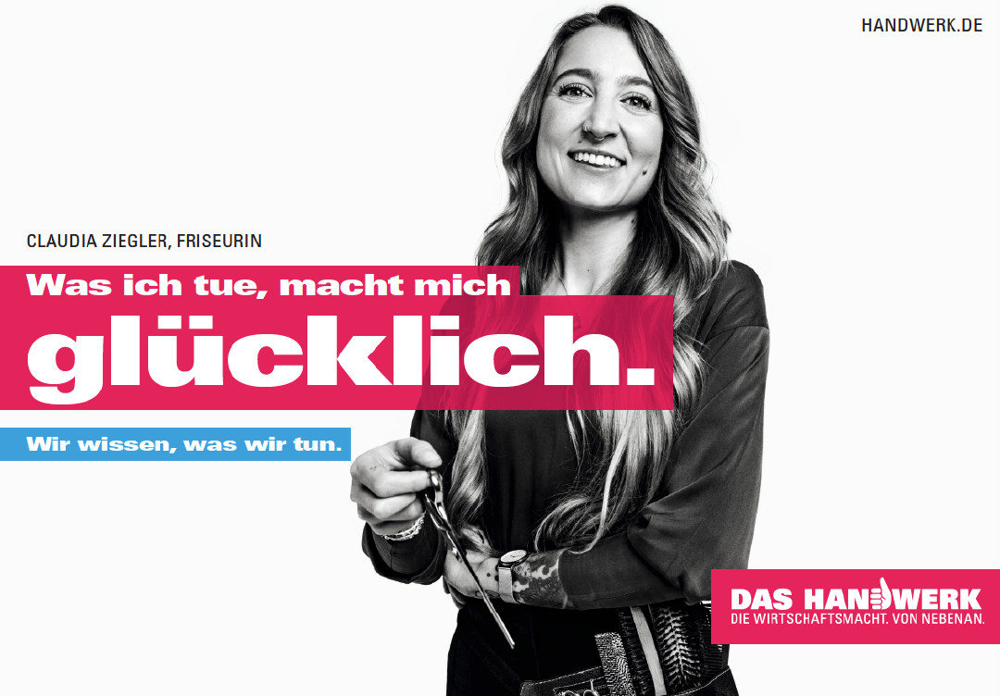 HANDWERK.DE
CLAUDIA ZIEGLER, FRISEURIN
Was ich tue, macht mich
glücklich.
Wir wissen, was wir tun.
DAS HANDWERK
DIE WIRTSCHAFTSMACHT. VON NEBENAN.